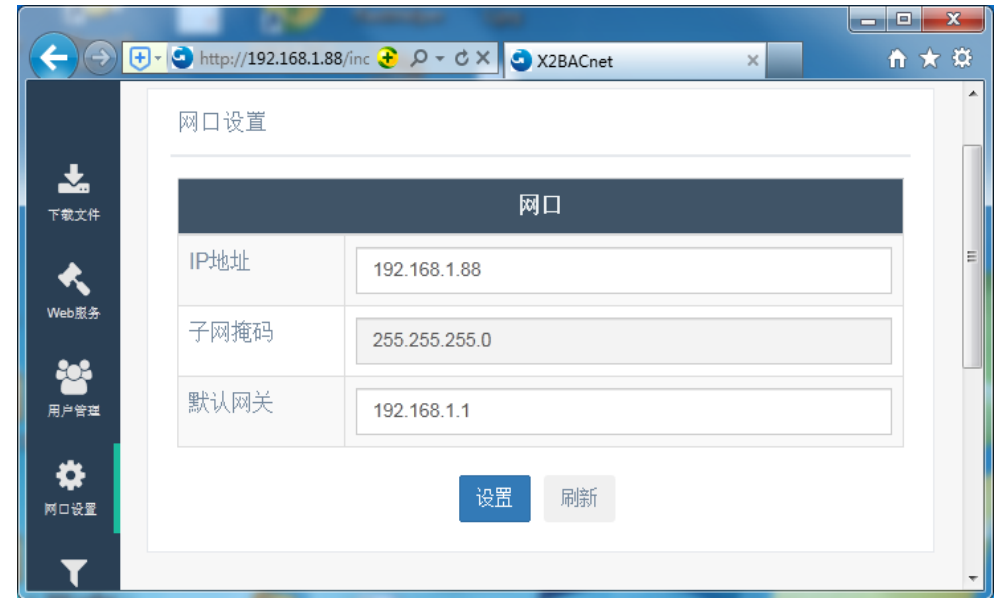 http://192.168.1.88/inc
X2BACnet
网口设置
下载文件
网口
IP地址
192.168.1.88
Web服务
子网掩码
255.255.255.0
用户管理
默认网关
192.168.1.1
网口设置
设置
刷新